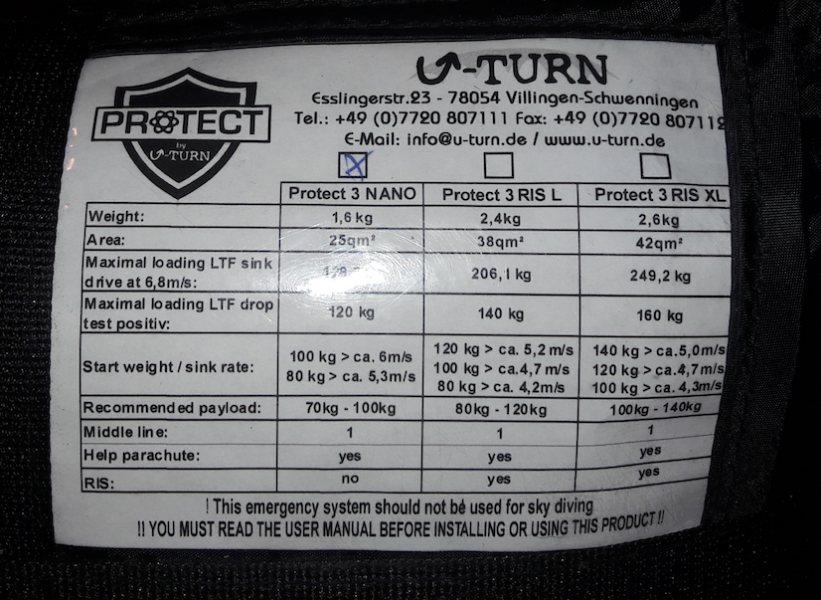 PROTECT
by
U-TURN
U-TURN
Esslingerstr.23 - 78054 Villingen-Schwenningen
Tel.: +49 (0)7720 807111 Fax: +49 (0)7720 807112
E-Mail: info@u-turn.de / www.u-turn.de
Protect 3 NANO Protect 3 RIS L Protect 3 RIS XL
Weight: 1,6 kg 2,4kg 2,6kg
Area: 25qm² 38qm² 42qm²
Maximal loading LTF sink
drive at 6,8m/s: 206,1 kg 249,2 kg
Maximal loading LTF drop
test positiv: 120 kg 140 kg 160 kg
Start weight / sink rate:
100 kg > ca. 6m/s
80 kg > ca. 5,3m/s
120 kg > ca. 5,2 m/s
100 kg > ca.4,7 m/s
80 kg > ca. 4,2m/s
140 kg > ca.5,0m/s
120 kg > ca.4,7m/s
100 kg > ca. 4,3m/s
Recommended payload: 70kg - 100kg 80kg - 120kg 100kg - 140kg
Middle line: 1 1 1
Help parachute: yes yes yes
RIS: no yes yes
! This emergency system should not be used for sky diving
!! YOU MUST READ THE USER MANUAL BEFORE INSTALLING OR USING THIS PRODUCT !!